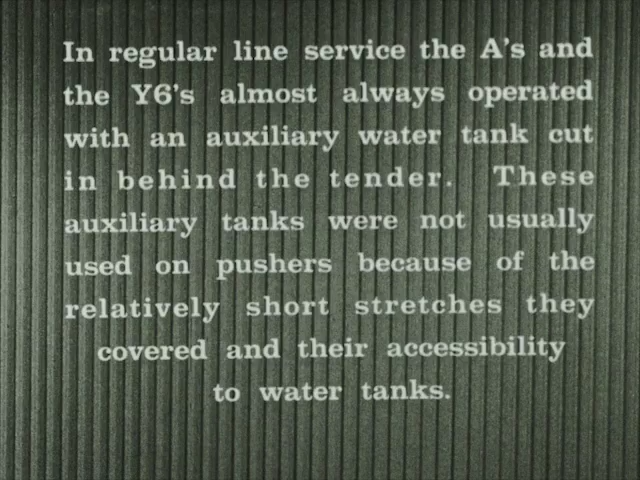 In regular line service the A's and
the Y6's almost always operated
with an auxiliary water tank cut
in behind the tender. These
auxiliary tanks were not usually
used on pushers because of the
relatively short stretches they
covered and their accessibility
to water tanks.